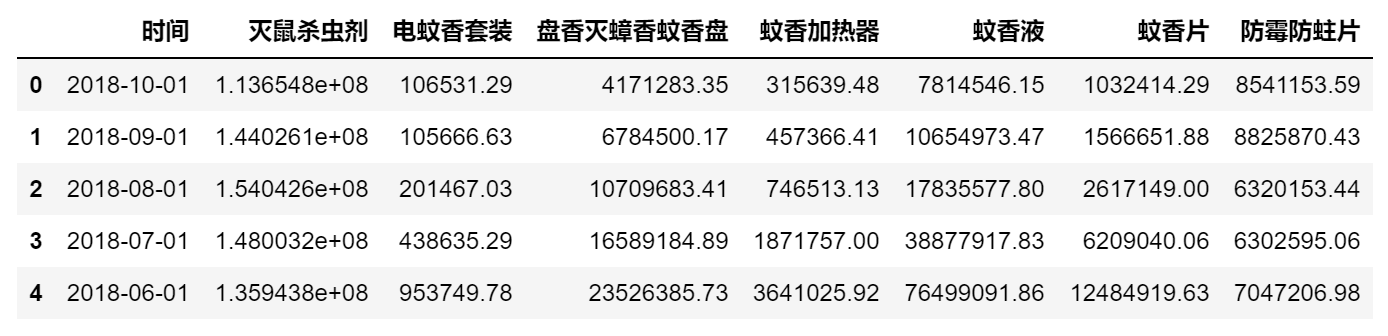 时间 灭鼠杀虫剂 电蚊香套装 盘香灭蟑香蚊香盘 蚊香加热器 蚊香液 蚊香片 防霉防蛀片
0 2018-10-01 1.136548e+08 106531.29 4171283.35 315639.48 7814546.15 1032414.29 8541153.59
1 2018-09-01 1.440261e+08 105666.63 6784500.17 457366.41 10654973.47 1566651.88 8825870.43
2 2018-08-01 1.540426e+08 201467.03 10709683.41 746513.13 17835577.80 2617149.00 6320153.44
3 2018-07-01 1.480032e+08 438635.29 16589184.89 1871757.00 38877917.83 6209040.06 6302595.06
4 2018-06-01 1.359438e+08 953749.78 23526385.73 3641025.92 76499091.86 12484919.63 7047206.98